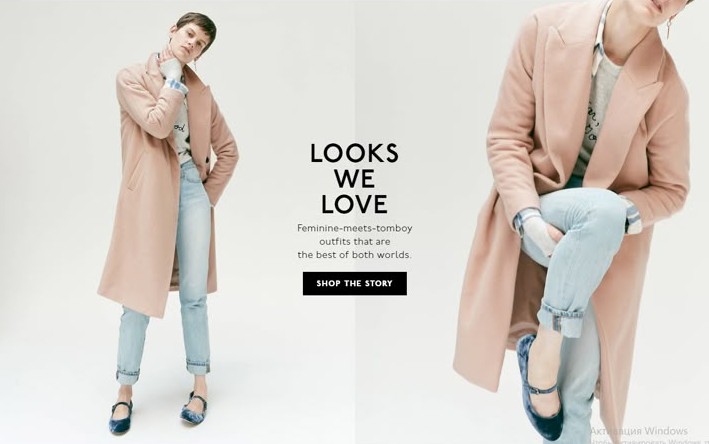 LOOKS
WE
LOVE
Feminine-meets-tomboy
outfits that are
the best of both worlds.
SHOP THE STORY
Активация Windows